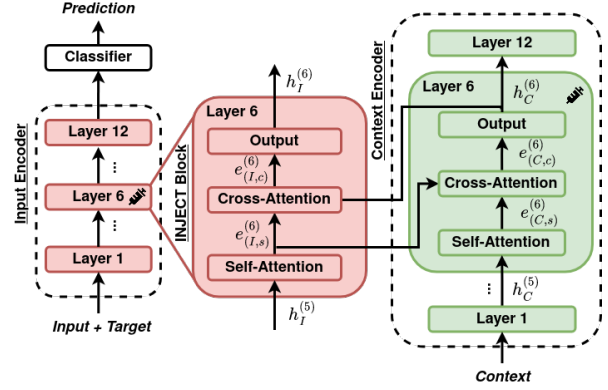 Prediction
Classifier
Input Encoder
Layer 12
...
Layer 6
...
Layer 1
Input + Target
INJECT Block
h_I^{(6)}
Layer 6
Output
e_{(I,c)}^{(6)}
Cross-Attention
e_{(I,s)}^{(6)}
Self-Attention
h_I^{(5)}
Context Encoder
Layer 12
Layer 6
h_C^{(6)}
Output
e_{(C,c)}^{(6)}
Cross-Attention
e_{(C,s)}^{(6)}
Self-Attention
... h_C^{(5)}
Layer 1
Context